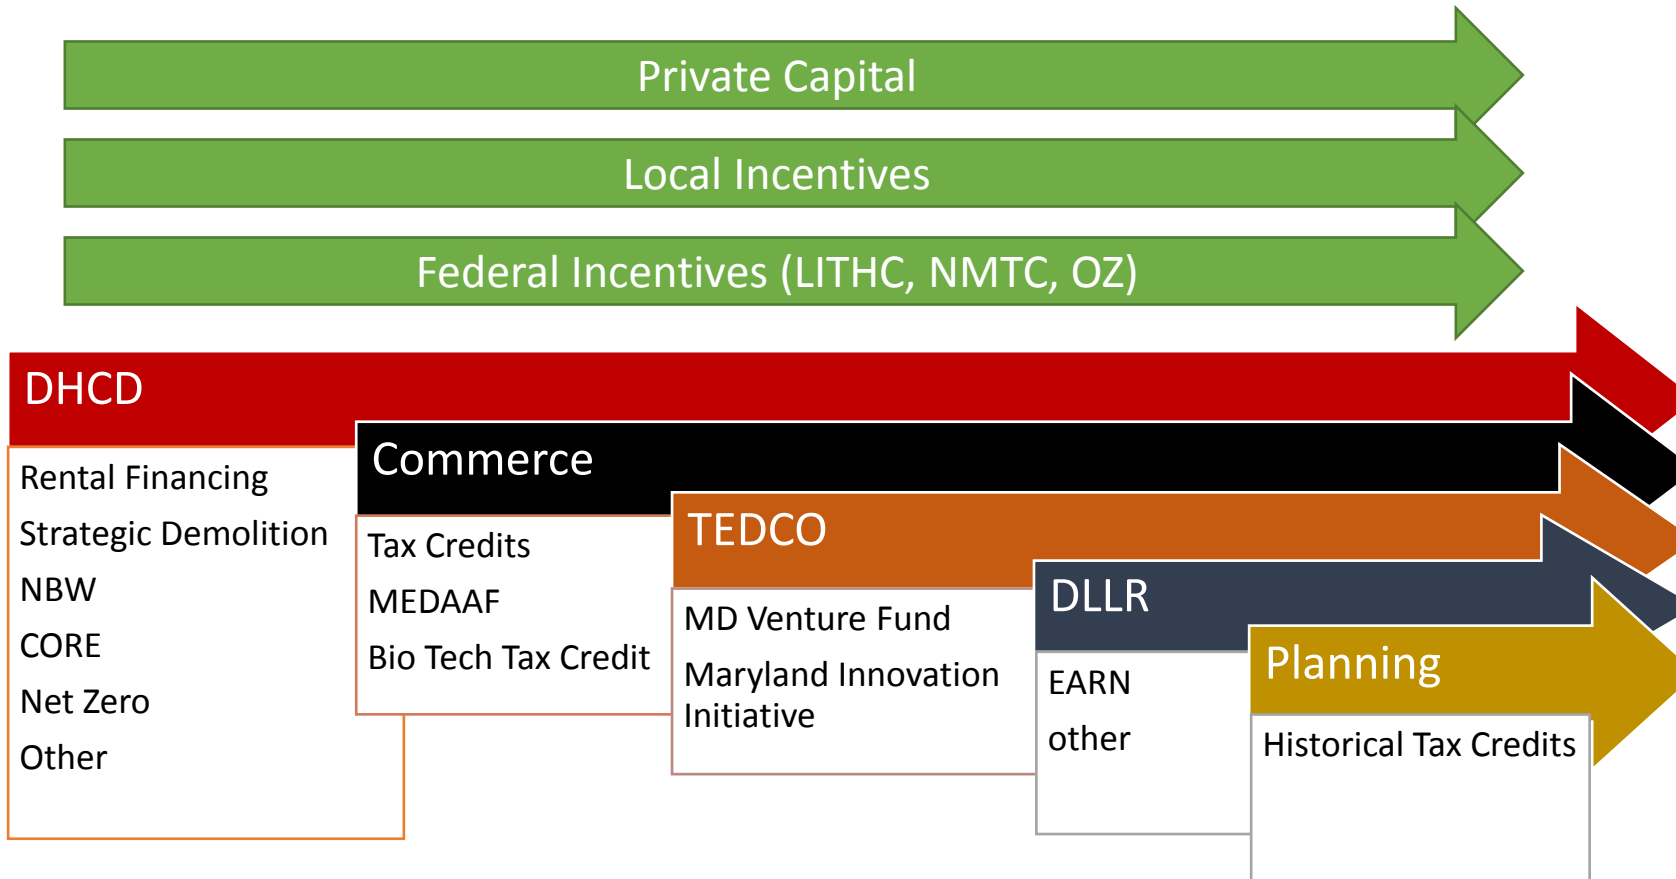 Private Capital
Local Incentives
Federal Incentives (LITHC, NMTC, OZ)
DHCD
Rental Financing
Strategic Demolition
NBW
CORE
Net Zero
Other
Commerce
Tax Credits
MEDAAF
Bio Tech Tax Credit
TEDCO
MD Venture Fund
Maryland Innovation
Initiative
DLLR
EARN
other
Planning
Historical Tax Credits